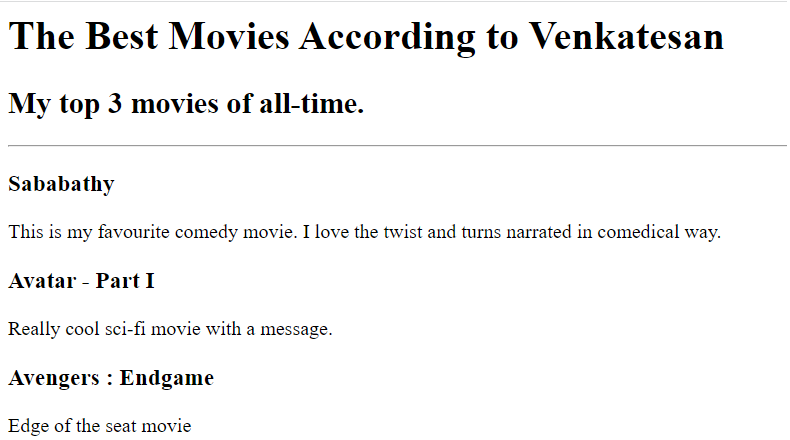 The Best Movies According to Venkatesan
My top 3 movies of all-time.
Sababathy
This is my favourite comedy movie. I love the twist and turns narrated in comedical way.
Avatar - Part I
Really cool sci-fi movie with a message.
Avengers : Endgame
Edge of the seat movie